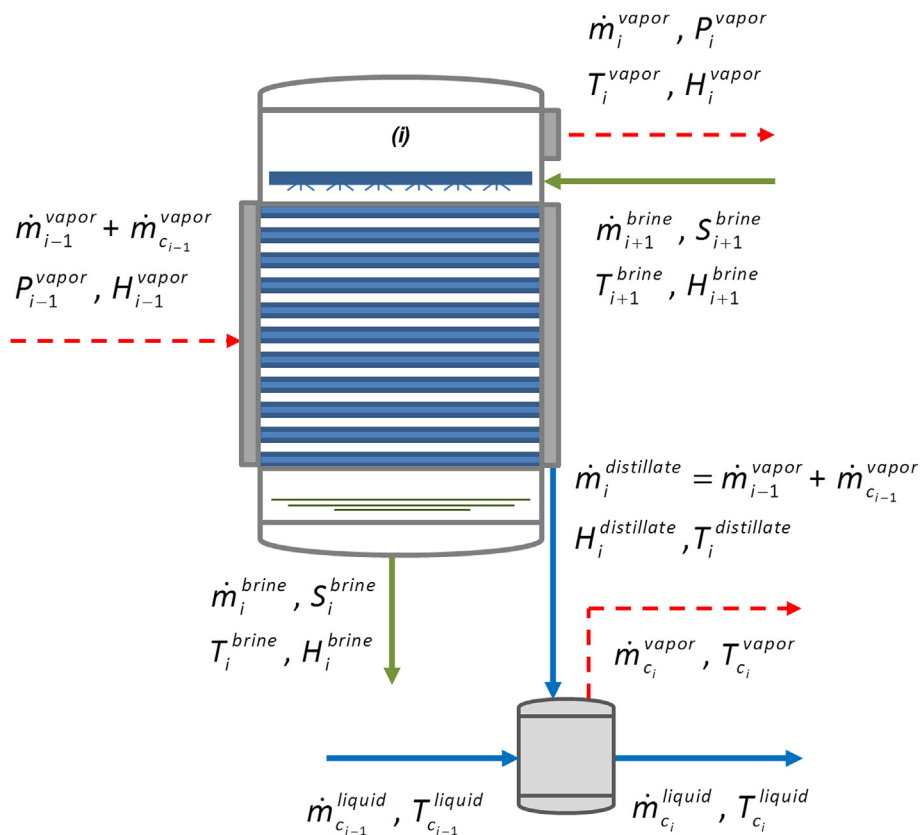 ṁ_i^vapor , P_i^vapor
T_i^vapor , H_i^vapor
(i)
ṁ_{i−1}^vapor + ṁ_{c_{i−1}}^vapor
P_{i−1}^vapor , H_{i−1}^vapor
ṁ_{i+1}^brine , S_{i+1}^brine
T_{i+1}^brine , H_{i+1}^brine
ṁ_i^distillate = ṁ_{i−1}^vapor + ṁ_{c_{i−1}}^vapor
H_i^distillate , T_i^distillate
ṁ_i^brine , S_i^brine
T_i^brine , H_i^brine
ṁ_{c_i}^vapor , T_{c_i}^vapor
ṁ_{c_{i−1}}^liquid , T_{c_{i−1}}^liquid
ṁ_{c_i}^liquid , T_{c_i}^liquid